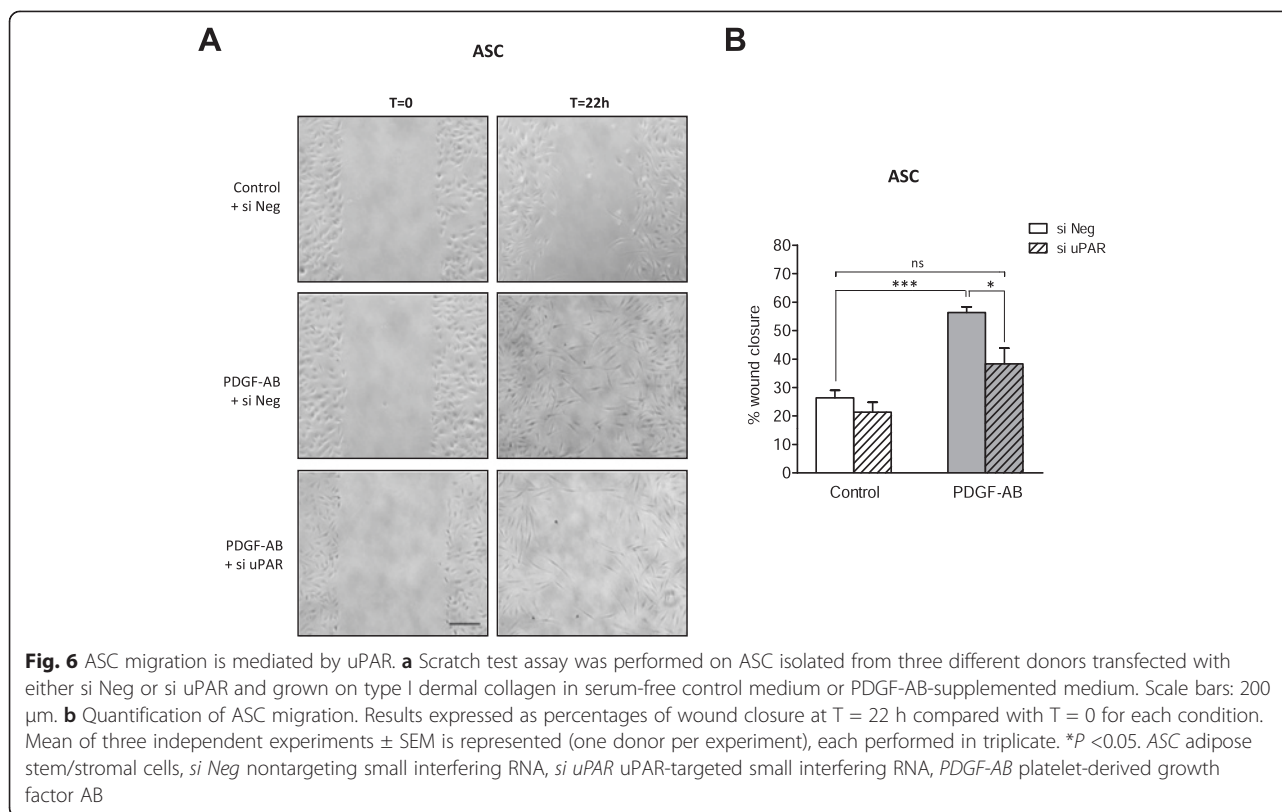 A
ASC
T=0
T=22h
Control
+ si Neg
PDGF-AB
+ si Neg
PDGF-AB
+ si uPAR
B
ASC
si Neg
si uPAR
% wound closure
80
70
60
50
40
30
20
10
0
ns
***
*
Control
PDGF-AB
Fig. 6 ASC migration is mediated by uPAR. a Scratch test assay was performed on ASC isolated from three different donors transfected with
either si Neg or si uPAR and grown on type I dermal collagen in serum-free control medium or PDGF-AB-supplemented medium. Scale bars: 200
μm. b Quantification of ASC migration. Results expressed as percentages of wound closure at T = 22 h compared with T = 0 for each condition.
Mean of three independent experiments ± SEM is represented (one donor per experiment), each performed in triplicate. *P <0.05. ASC adipose
stem/stromal cells, si Neg nontargeting small interfering RNA, si uPAR uPAR-targeted small interfering RNA, PDGF-AB platelet-derived growth
factor AB